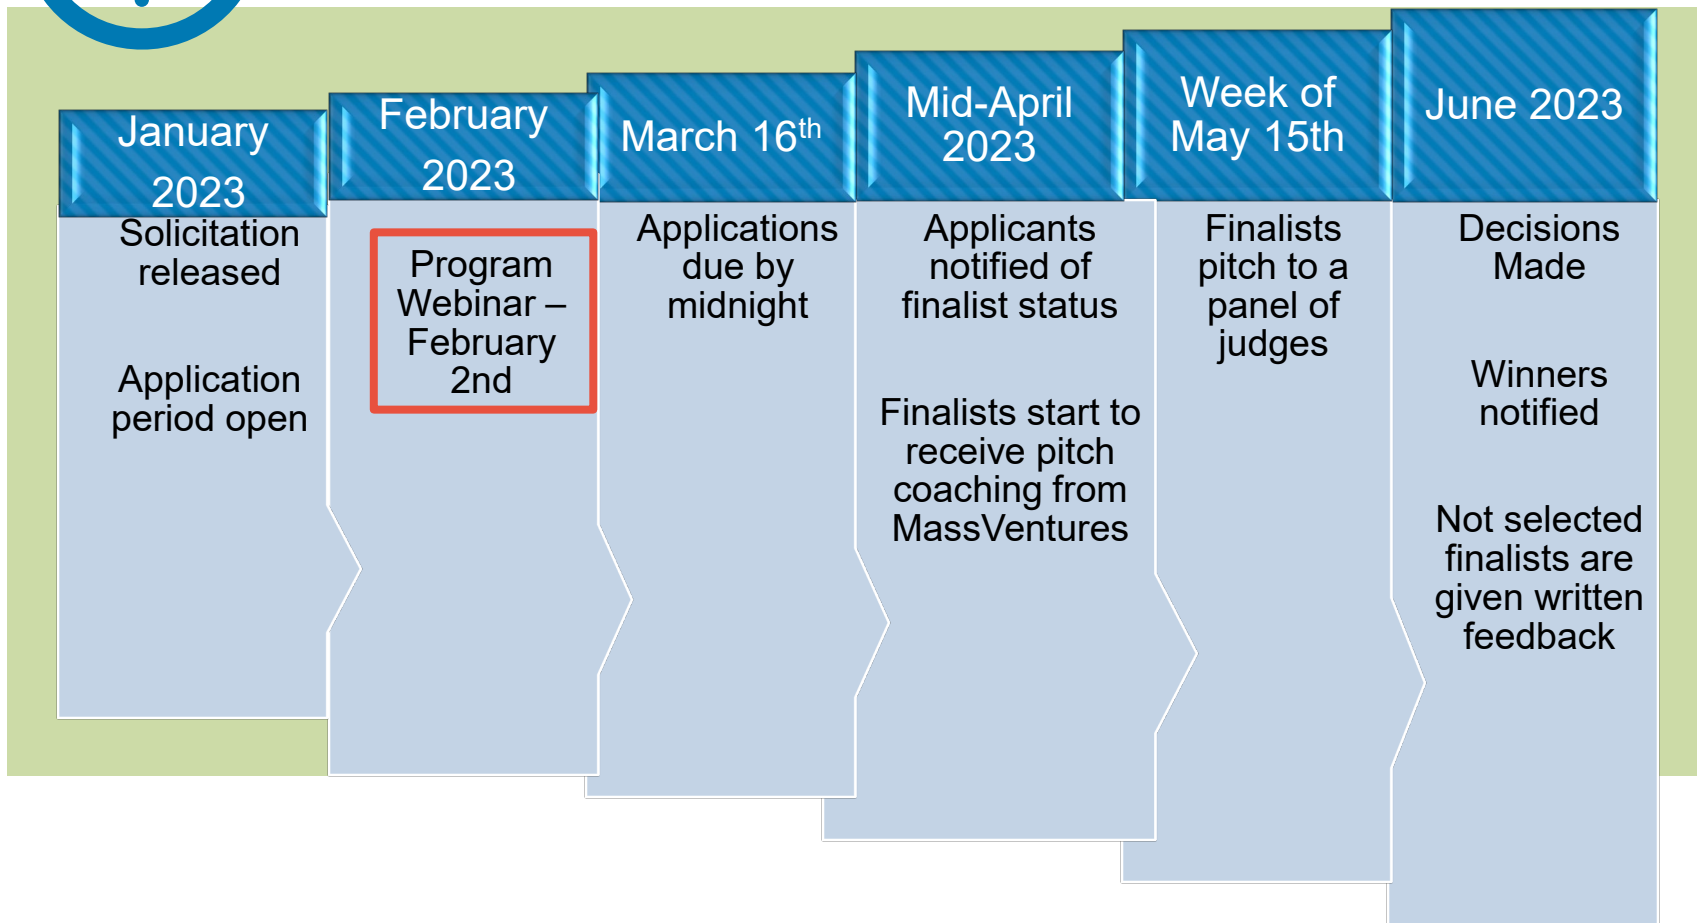 January
2023
Solicitation
released
Application
period open
February
2023
Program
Webinar –
February
2nd
March 16th
Applications
due by
midnight
Mid-April
2023
Applicants
notified of
finalist status
Finalists start to
receive pitch
coaching from
MassVentures
Week of
May 15th
Finalists
pitch to a
panel of
judges
June 2023
Decisions
Made
Winners
notified
Not selected
finalists are
given written
feedback